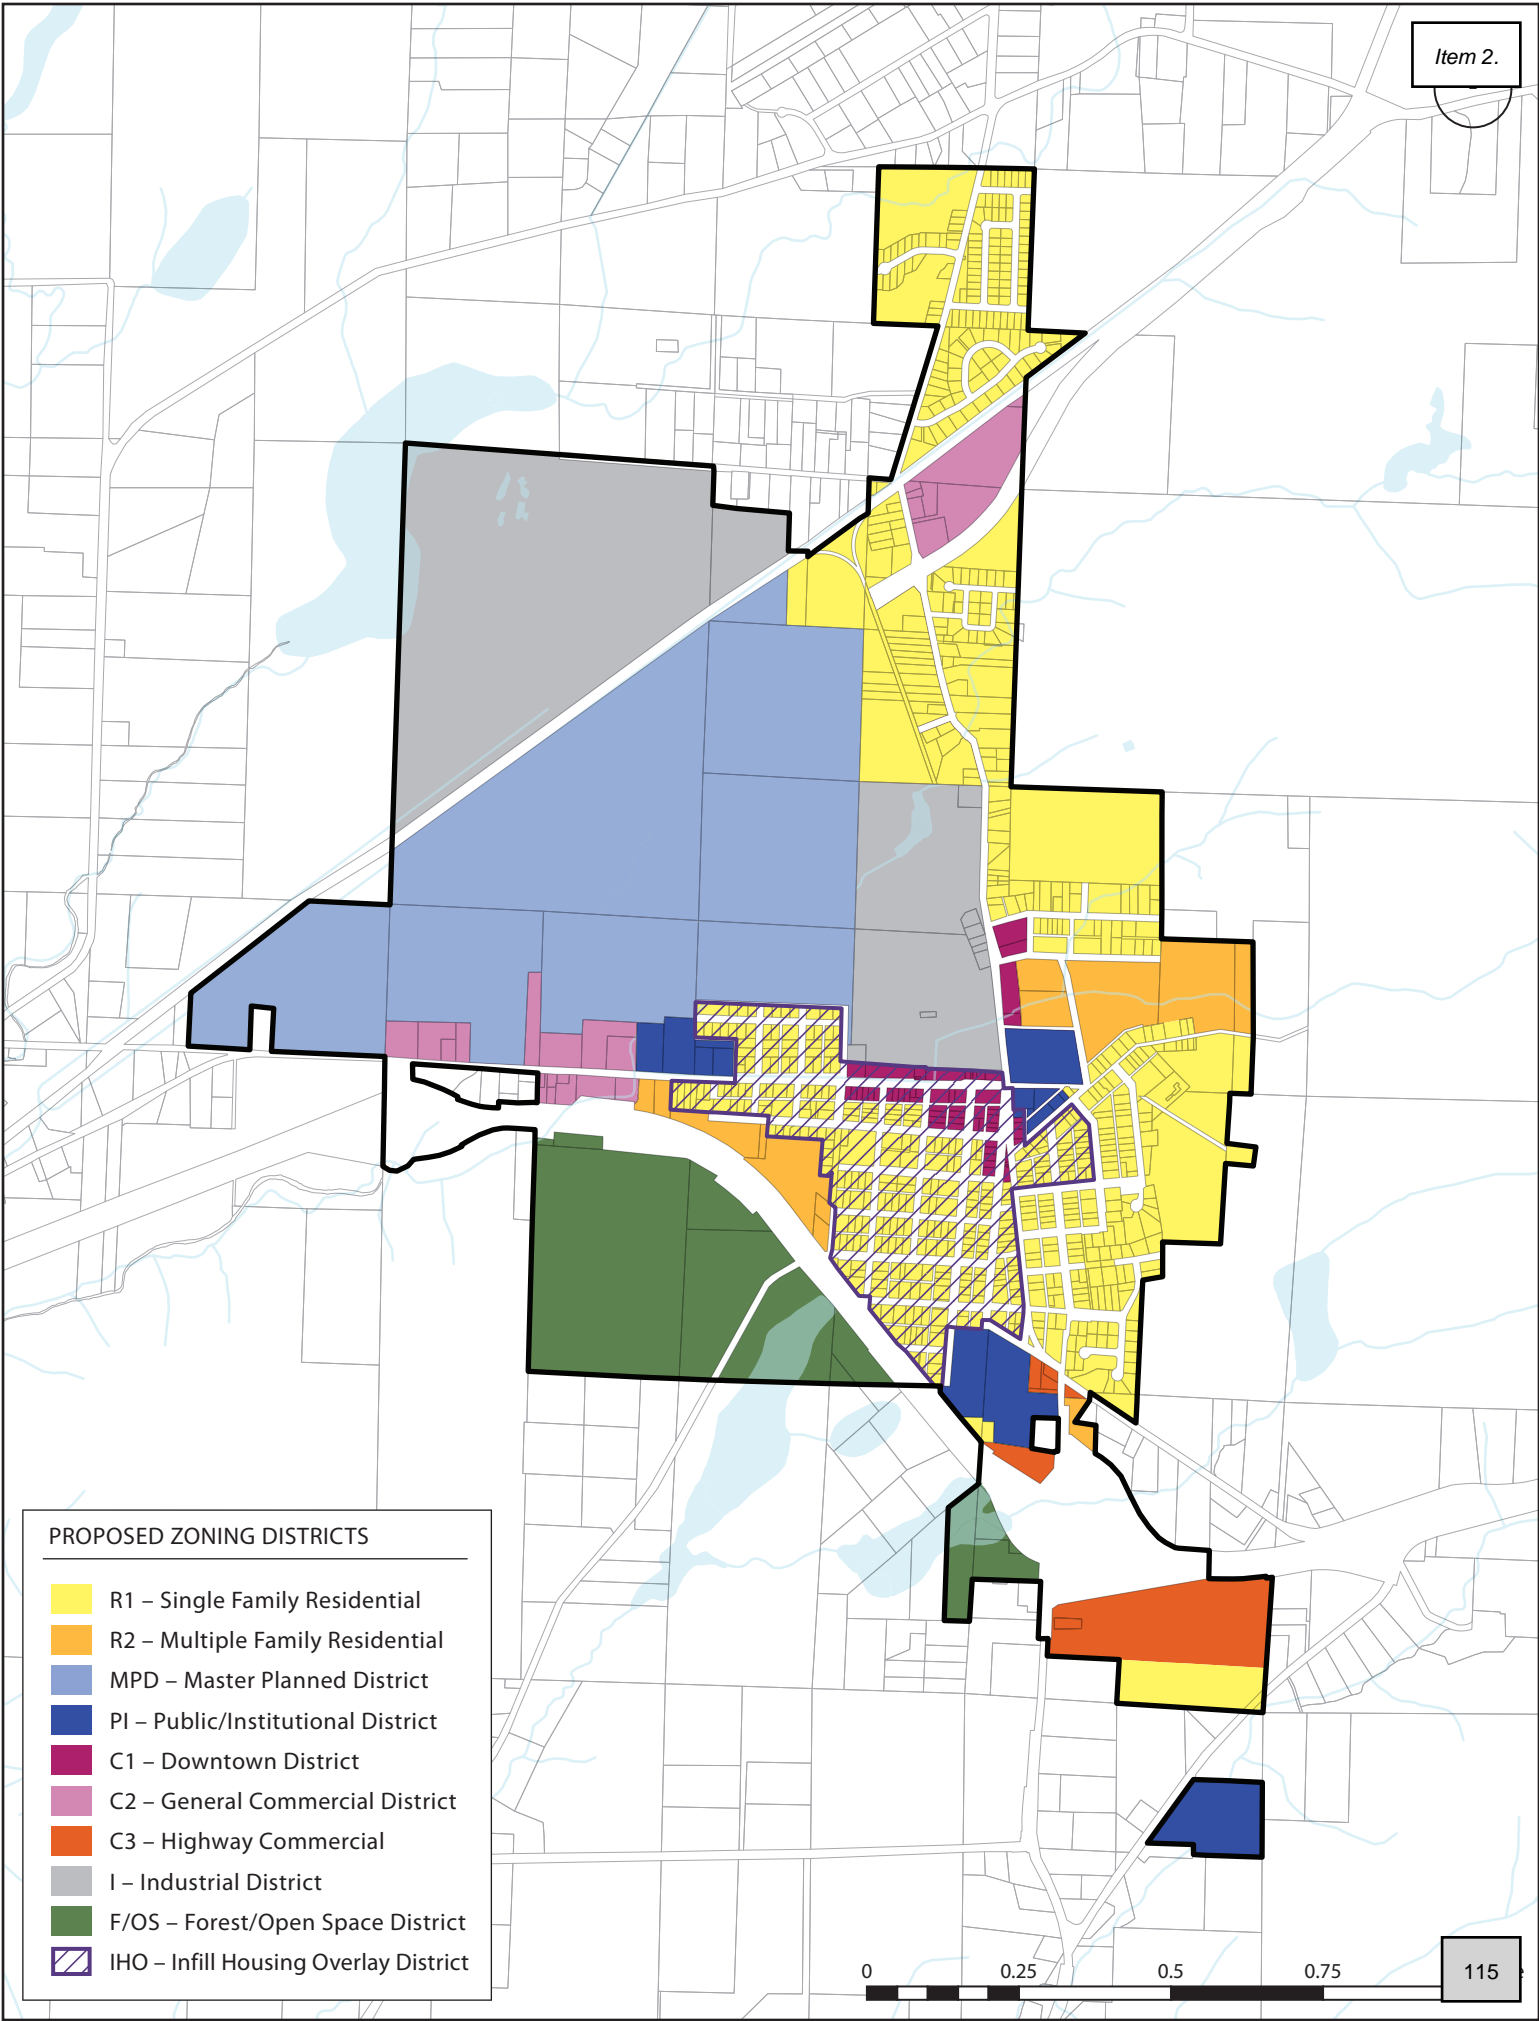 Item 2.
PROPOSED ZONING DISTRICTS
R1 – Single Family Residential
R2 – Multiple Family Residential
MPD – Master Planned District
PI – Public/Institutional District
C1 – Downtown District
C2 – General Commercial District
C3 – Highway Commercial
I – Industrial District
F/OS – Forest/Open Space District
IHO – Infill Housing Overlay District
0 0.25 0.5 0.75
115